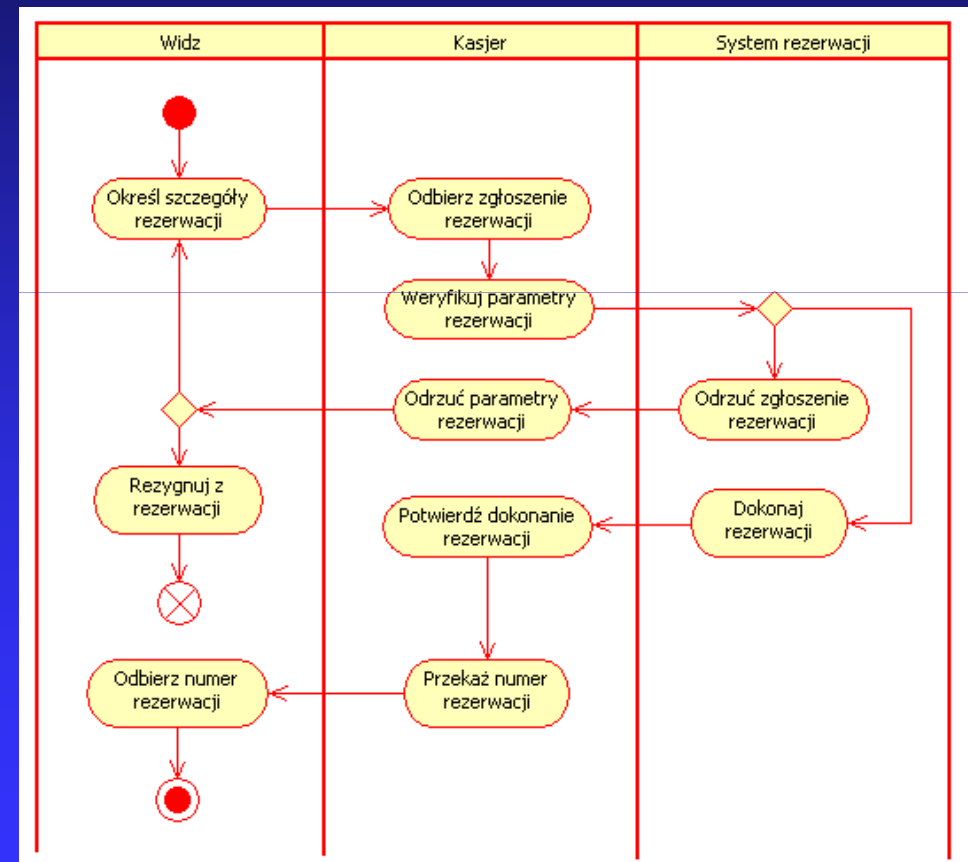 Widz
Kasjer
System rezerwacji
Określ szczegóły
rezerwacji
Odbierz zgłoszenie
rezerwacji
Weryfikuj parametry
rezerwacji
Odrzuć parametry
rezerwacji
Odrzuć zgłoszenie
rezerwacji
Rezygnuj z
rezerwacji
Potwierdź dokonanie
rezerwacji
Dokonaj
rezerwacji
Odbierz numer
rezerwacji
Przekaż numer
rezerwacji